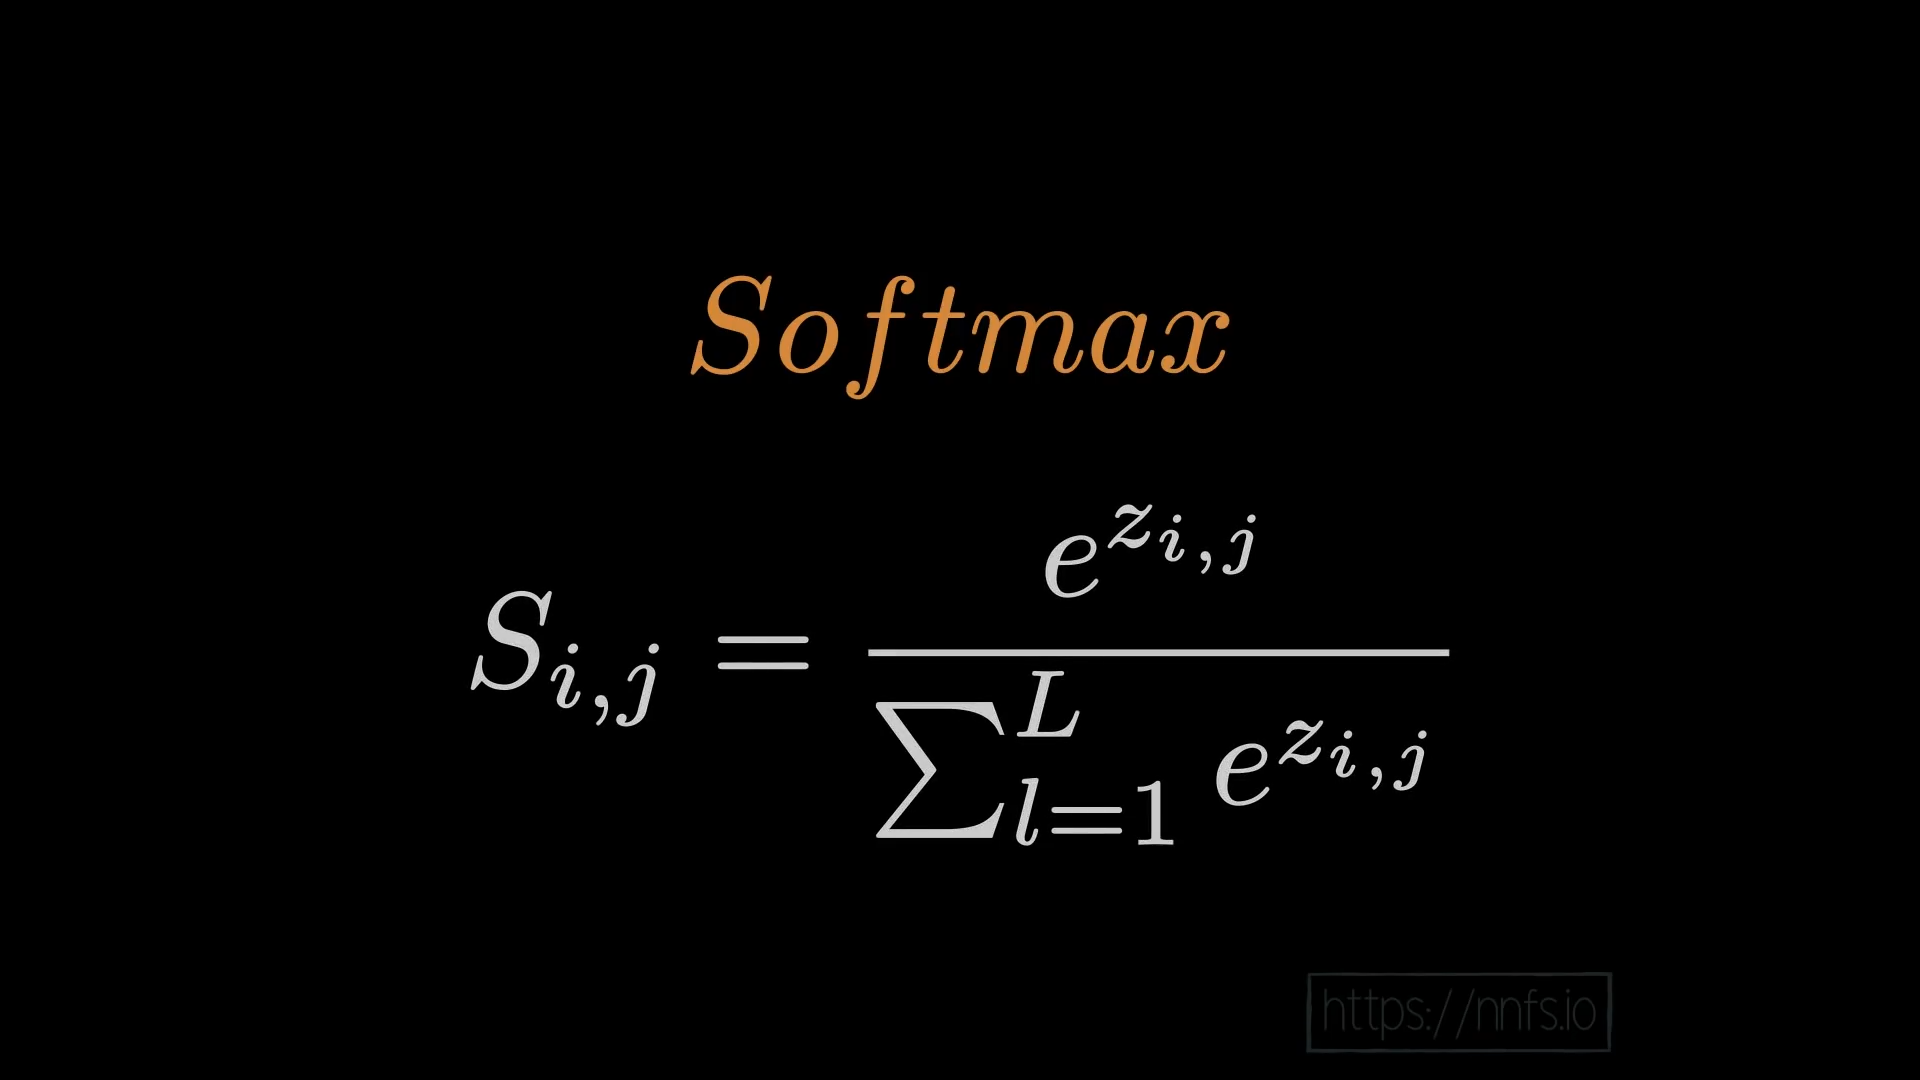 Softmax
S_{i,j} = \frac{e^{z_{i,j}}}{\sum_{l=1}^{L} e^{z_{i,j}}}
https://nnfs.io